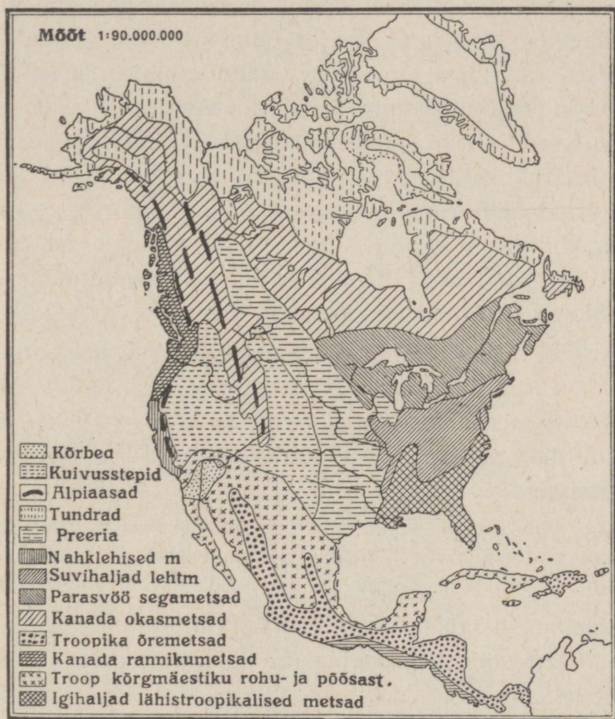 Mõõt 1:90.000.000
Kõrbed
Kuivusstepid
Alpiaasad
Tundrad
Preeria
Nahklehised m
Suvihaljad lehtm
Parasvöö segametsad
Kanada okasmetsad
Troopika õremetsad
Kanada rannikumetsad
Troop kõrgmäestiku rohu- ja põõsast.
Igihaljad lähistroopikalised metsad